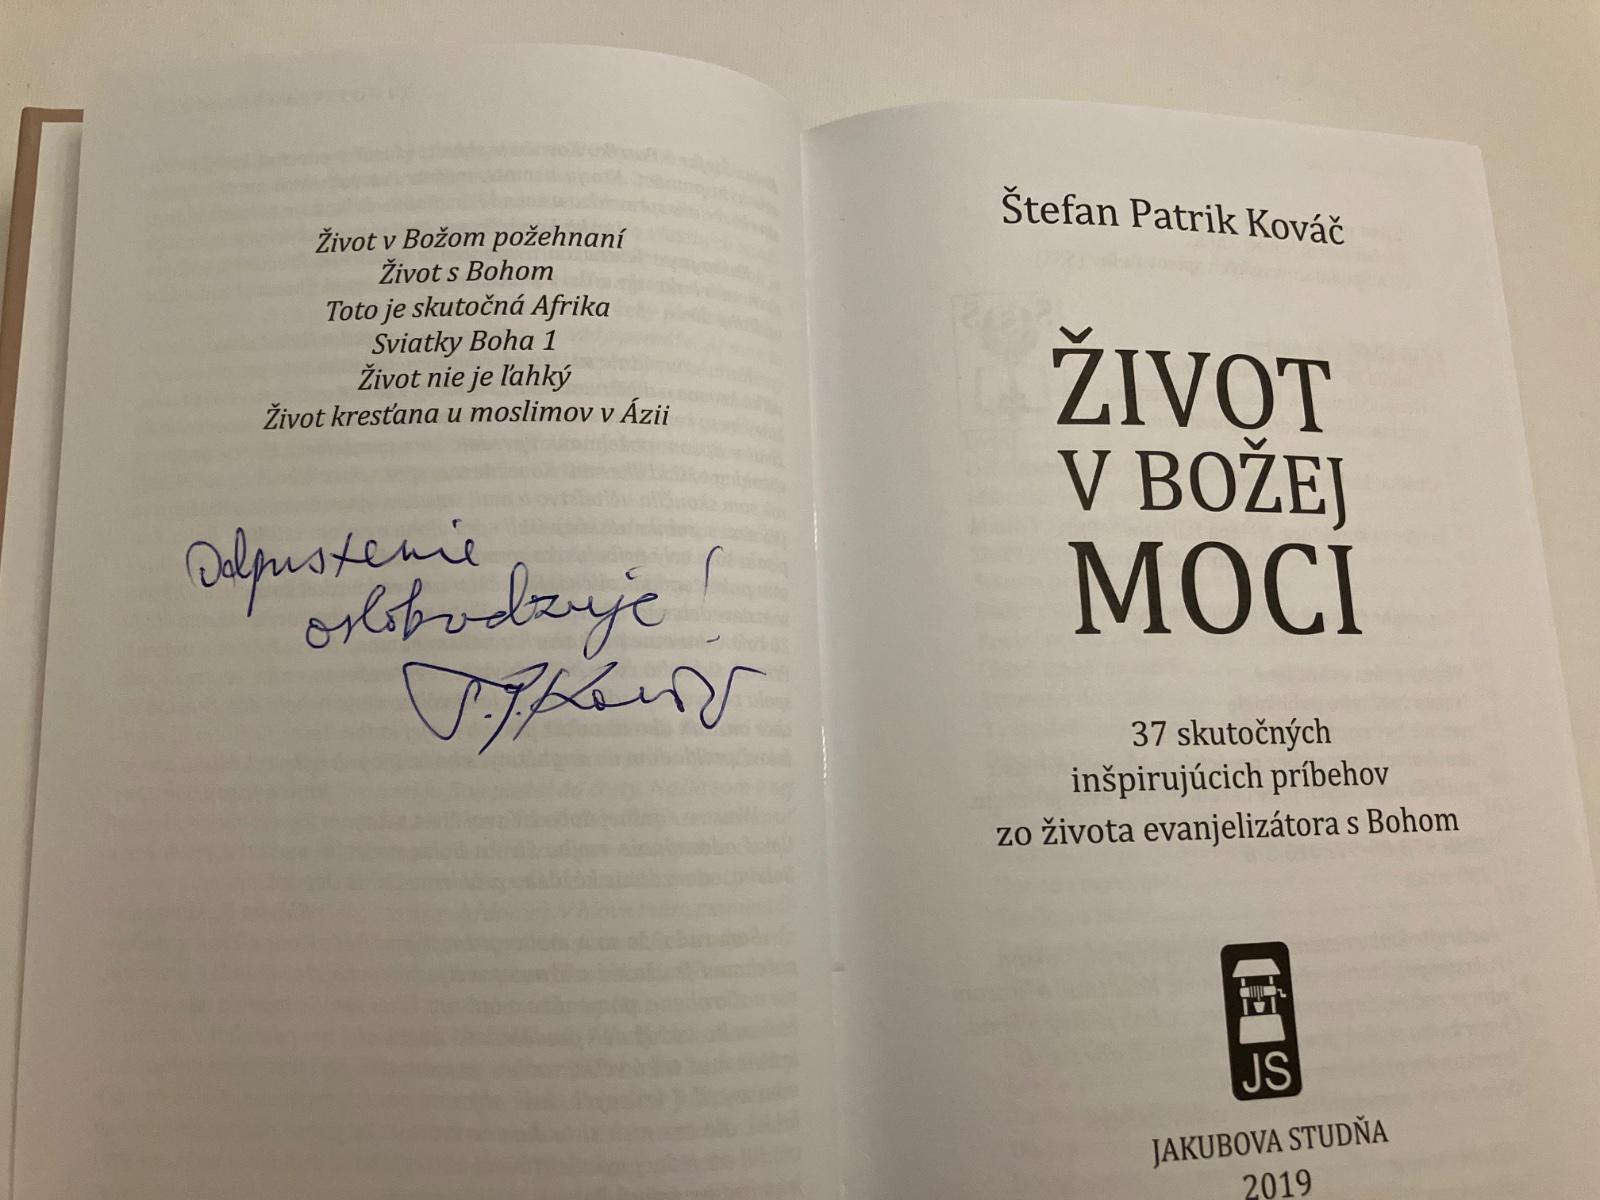 Život v Božom požehnaní
Život s Bohom
Toto je skutočná Afrika
Sviatky Boha 1
Život nie je ľahký
Život kresťana u moslimov v Ázii
Odpustenie
oslobodzuje!
Štefan Patrik Kováč
ŽIVOT
V BOŽEJ
MOCI
37 skutočných
inšpirujúcich príbehov
zo života evanjelizátora s Bohom
JS
JAKUBOVA STUDŇA
2019